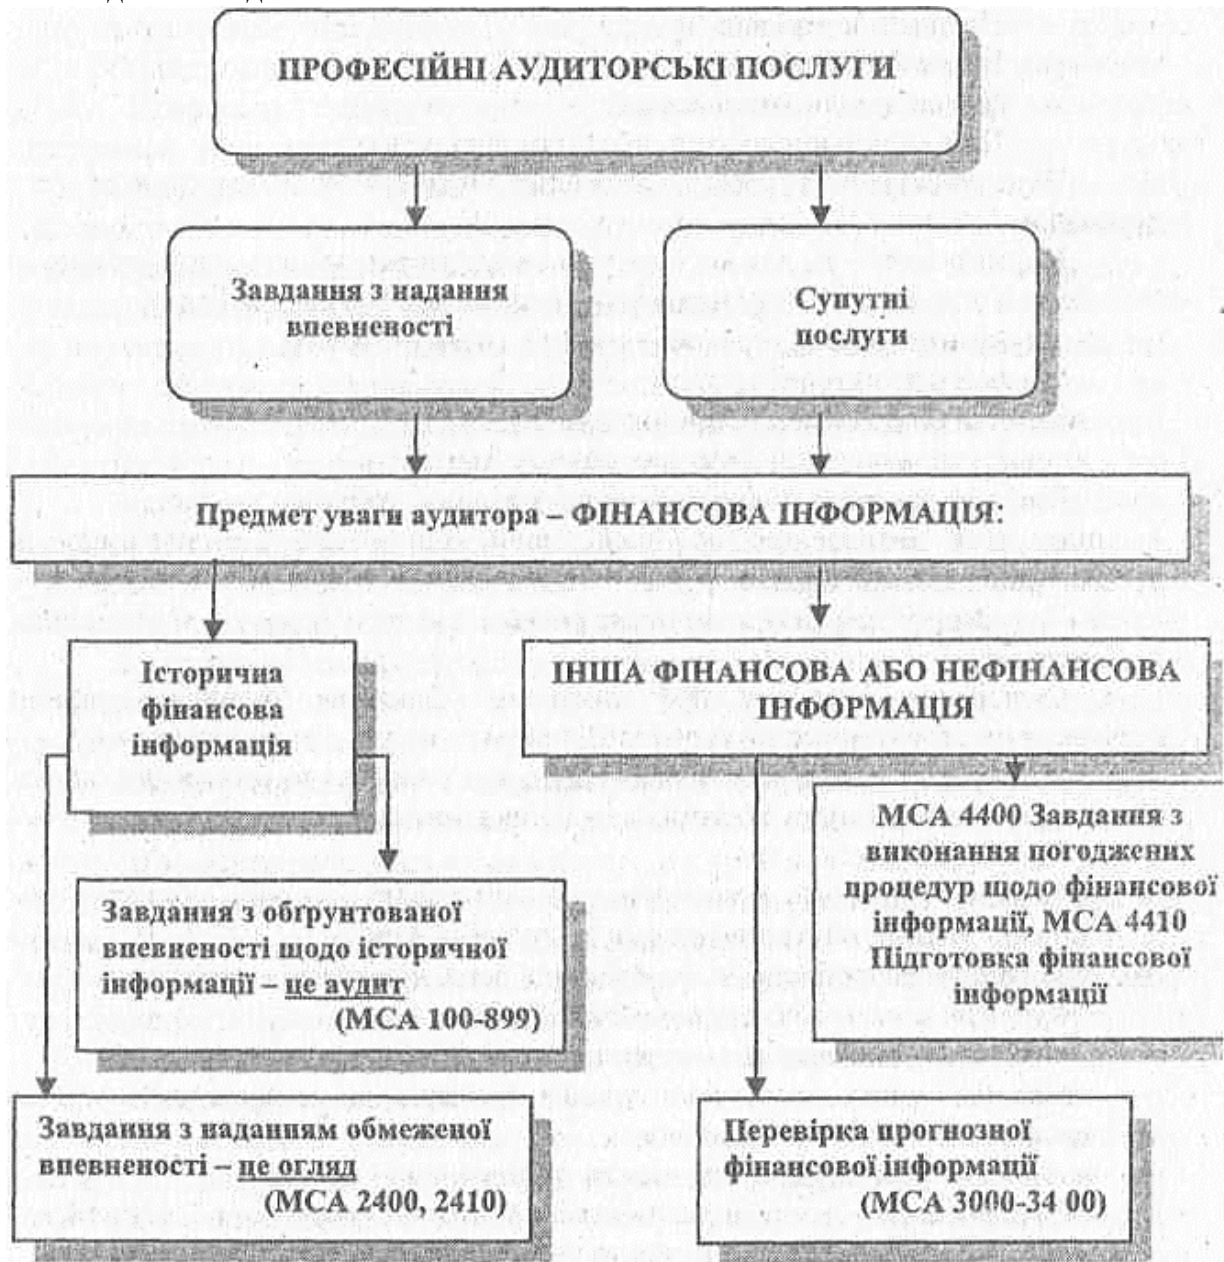 ПРОФЕСІЙНІ АУДИТОРСЬКІ ПОСЛУГИ
Завдання з надання
впевненості
Супутні
послуги
Предмет уваги аудитора – ФІНАНСОВА ІНФОРМАЦІЯ:
Історична
фінансова
інформація
ІНША ФІНАНСОВА АБО НЕФІНАНСОВА
ІНФОРМАЦІЯ
МСА 4400 Завдання з
виконання погоджених
процедур щодо фінансової
інформації, МСА 4410
Підготовка фінансової
інформації
Завдання з обґрунтованої
впевненості щодо історичної
інформації – це аудит
(МСА 100-899)
Завдання з наданням обмеженої
впевненості – це огляд
(МСА 2400, 2410)
Перевірка прогнозної
фінансової інформації
(МСА 3000-34 00)